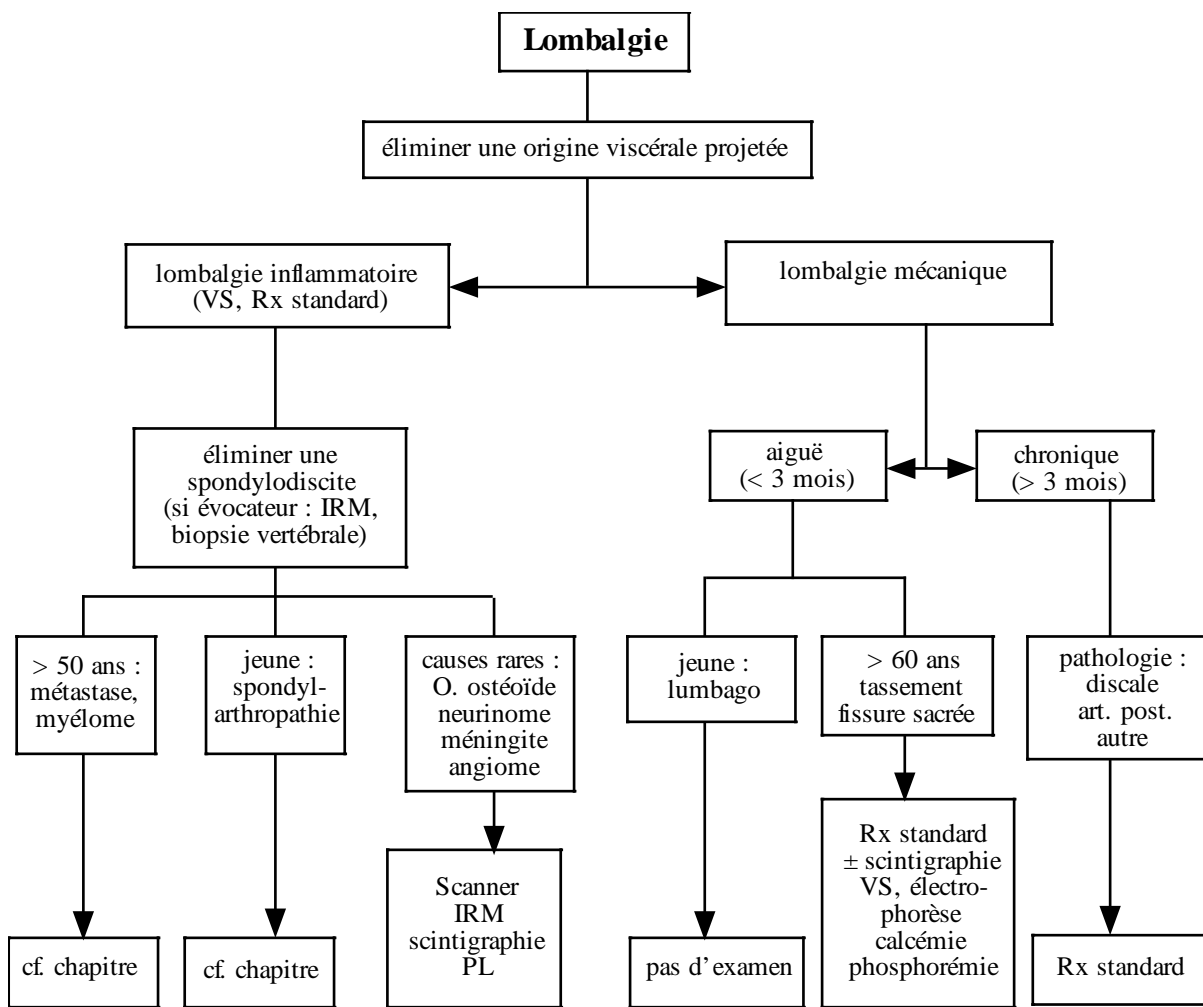 Lombalgie
éliminer une origine viscérale projetée
lombalgie inflammatoire
(VS, Rx standard)
lombalgie mécanique
éliminer une
spondylodiscite
(si évocateur : IRM,
biopsie vertébrale)
aiguë
(< 3 mois)
chronique
(> 3 mois)
> 50 ans :
métastase,
myélome
jeune :
spondyl-
arthropathie
causes rares :
O. ostéoïde
neurinome
méningite
angiome
jeune :
lumbago
> 60 ans
tassement
fissure sacrée
pathologie :
discale
art. post.
autre
cf. chapitre
cf. chapitre
Scanner
IRM
scintigraphie
PL
pas d'examen
Rx standard
± scintigraphie
VS, électro-
phorèse
calcémie
phosphorémie
Rx standard